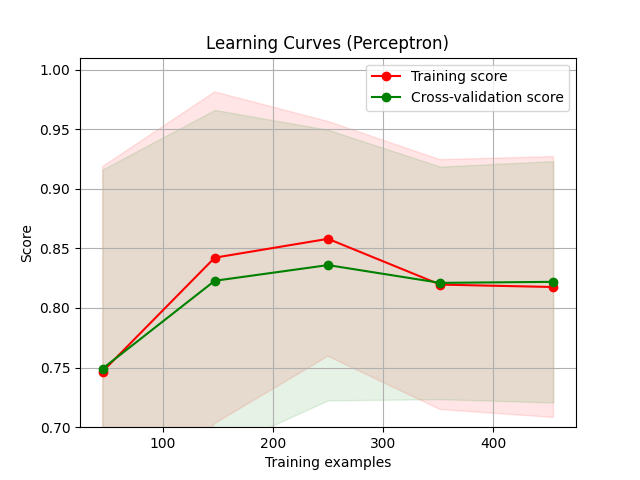 Learning Curves (Perceptron)
Training score
Cross-validation score
1.00
0.95
0.90
0.85
0.80
0.75
0.70
Score
100
200
300
400
Training examples